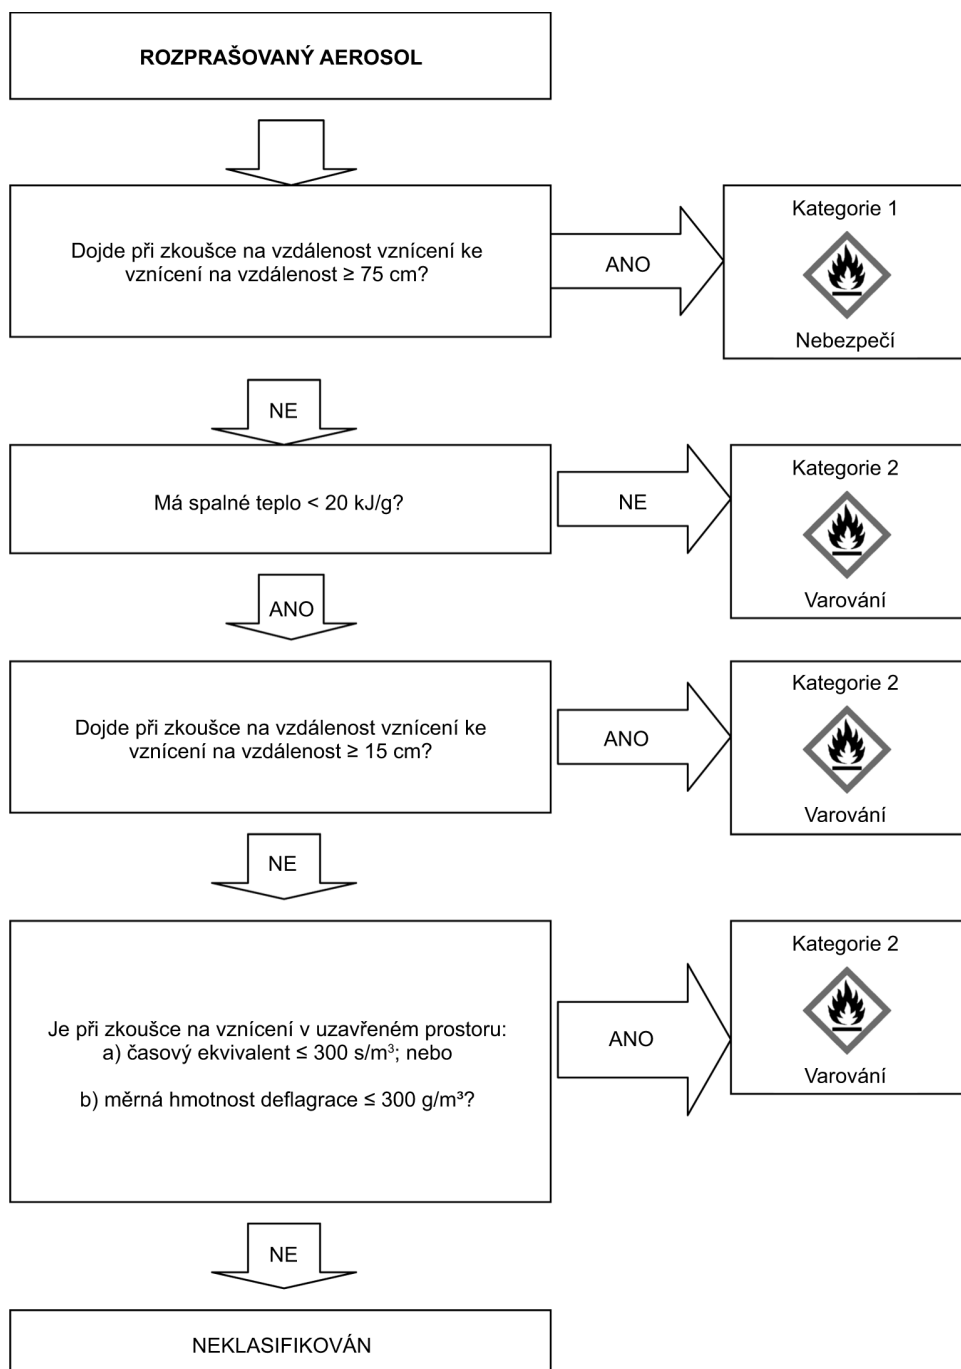 ROZPRAŠOVANÝ AEROSOL
Dojde při zkoušce na vzdálenost vznícení ke
vznícení na vzdálenost ≥ 75 cm?
ANO
Kategorie 1
Nebezpečí
NE
Má spalné teplo < 20 kJ/g?
NE
Kategorie 2
Varování
ANO
Dojde při zkoušce na vzdálenost vznícení ke
vznícení na vzdálenost ≥ 15 cm?
ANO
Kategorie 2
Varování
NE
Je při zkoušce na vznícení v uzavřeném prostoru:
a) časový ekvivalent ≤ 300 s/m³; nebo
b) měrná hmotnost deflagrace ≤ 300 g/m³?
ANO
Kategorie 2
Varování
NE
NEKLASIFIKOVÁN